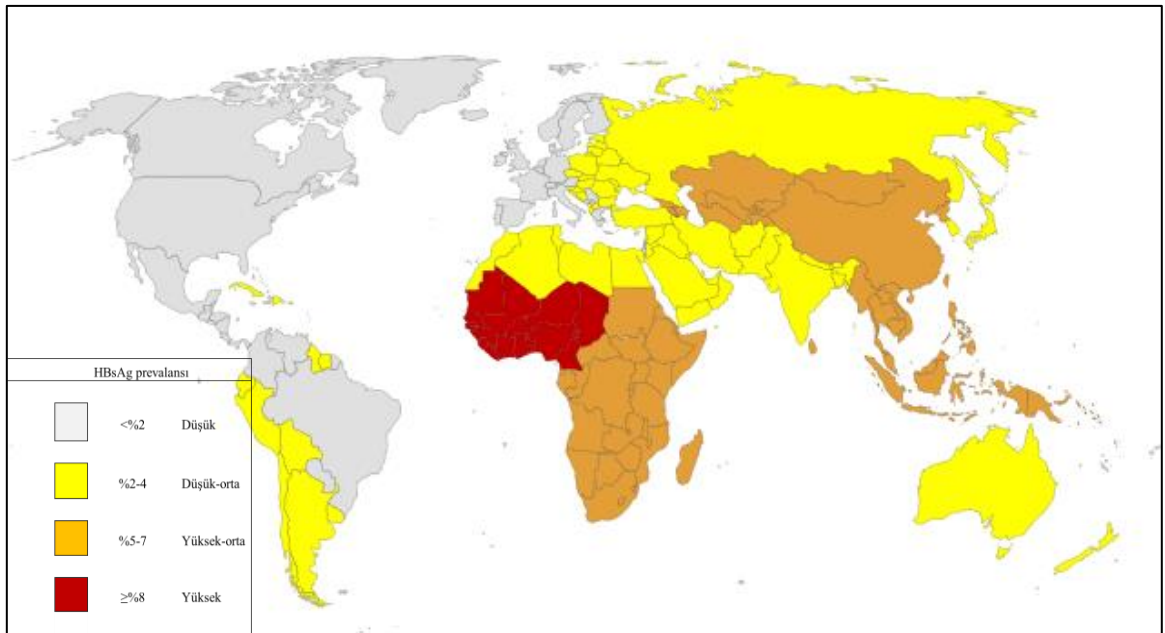 HBsAg prevalansı
<%2 Düşük
%2-4 Düşük-orta
%5-7 Yüksek-orta
≥%8 Yüksek